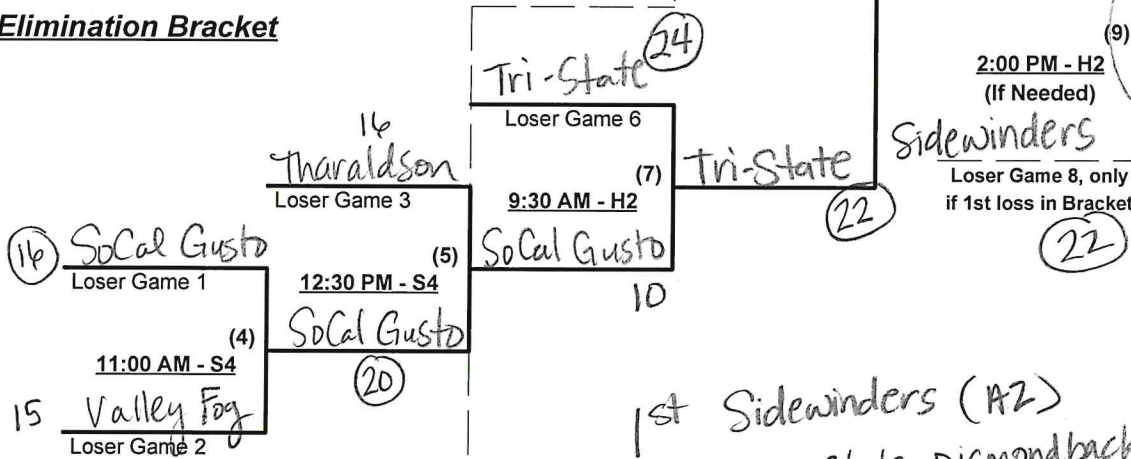 Elimination Bracket
(24)
(9)
Tri-State
2:00 PM - H2
Loser Game 6
(If Needed)
16
Tharaldson
Sidewinders
Loser Game 3
(7)
Tri-State
Loser Game 8, only
9:30 AM - H2
if 1st loss in Bracket
(22)
(16) SoCal Gusto
(5)
SoCal Gusto
(22)
Loser Game 1
12:30 PM - S4
10
(4)
SoCal Gusto
11:00 AM - S4
(20)
15 Valley Fog
Loser Game 2
1st Sidewinders (AZ)